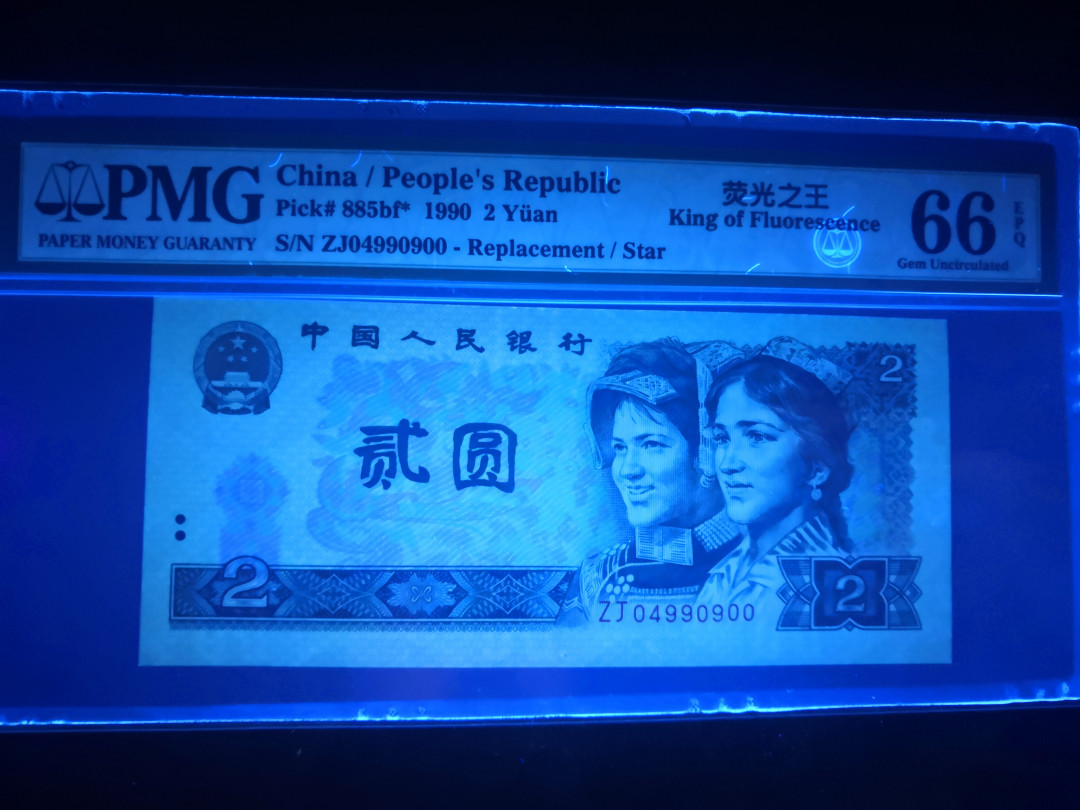 PMG
PAPER MONEY GUARANTY
China / People's Republic
Pick# 885bf* 1990 2 Yüan
S/N ZJ04990900 - Replacement / Star
荧光之王
King of Fluorescence
66
EPQ
Gem Uncirculated
中国人民银行
2
贰圆
2
ZJ04990900
2